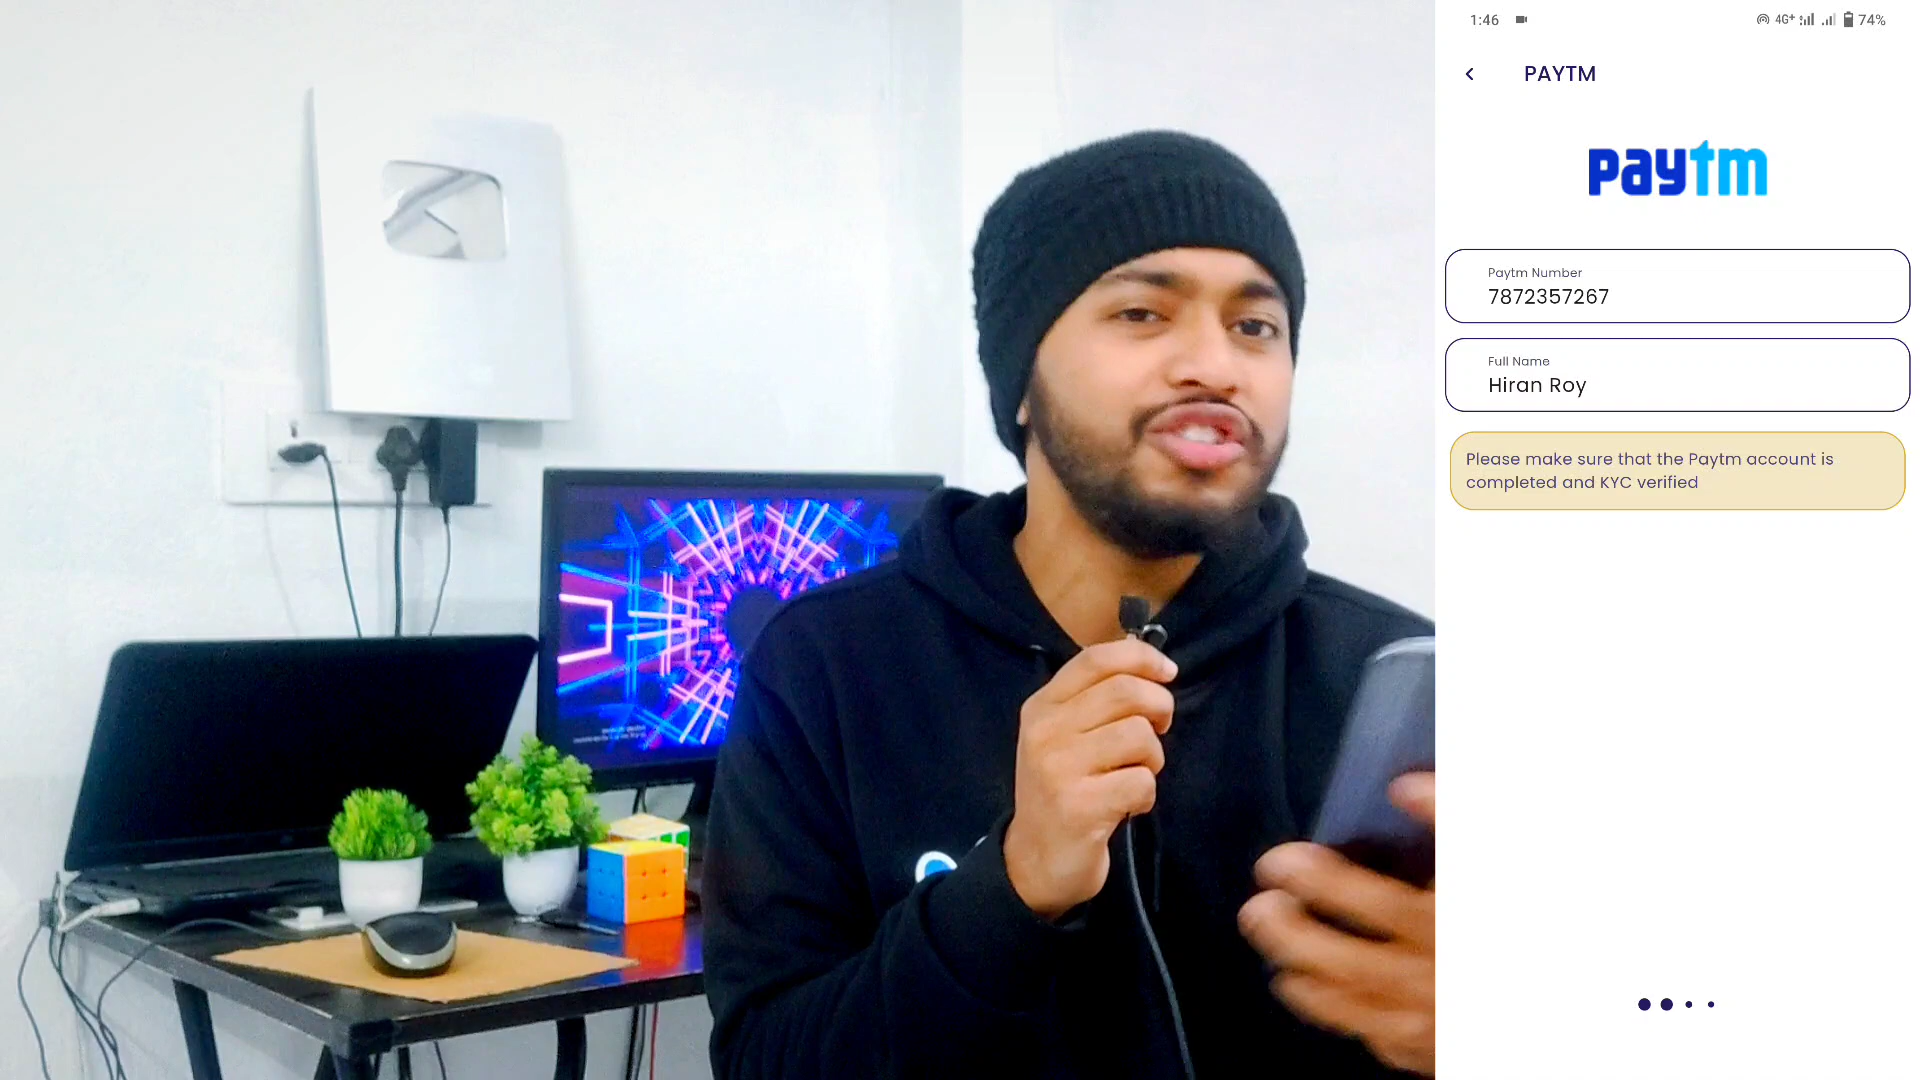 1:46
4G+
74%
PAYTM
paytm
Paytm Number
7872357267
Full Name
Hiran Roy
Please make sure that the Paytm account is
completed and KYC verified